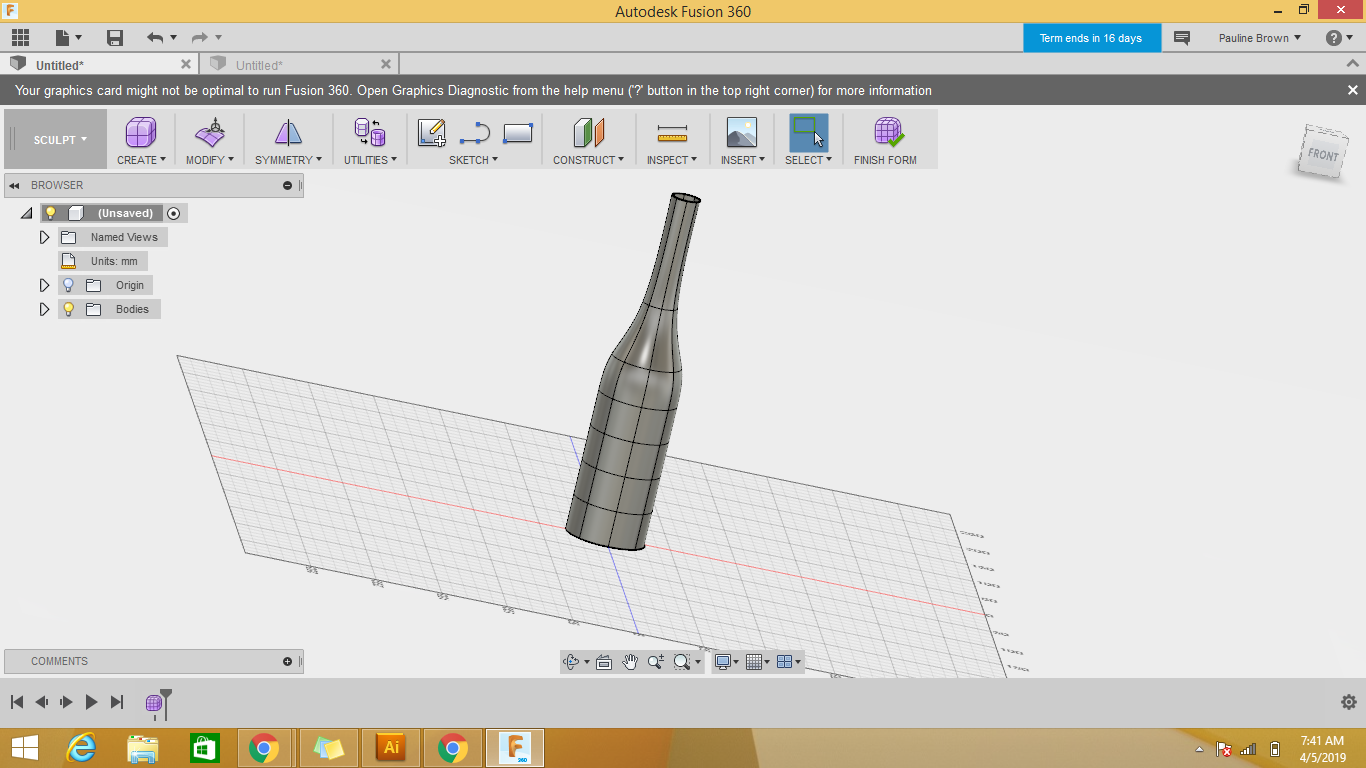 Autodesk Fusion 360
Term ends in 16 days
Pauline Brown
Untitled*
Untitled*
Your graphics card might not be optimal to run Fusion 360. Open Graphics Diagnostic from the help menu ('?' button in the top right corner) for more information
SCULPT
CREATE
MODIFY
SYMMETRY
UTILITIES
SKETCH
CONSTRUCT
INSPECT
INSERT
SELECT
FINISH FORM
FRONT
BROWSER
(Unsaved)
Named Views
Units: mm
Origin
Bodies
COMMENTS
Ai
F
360
7:41 AM
4/5/2019